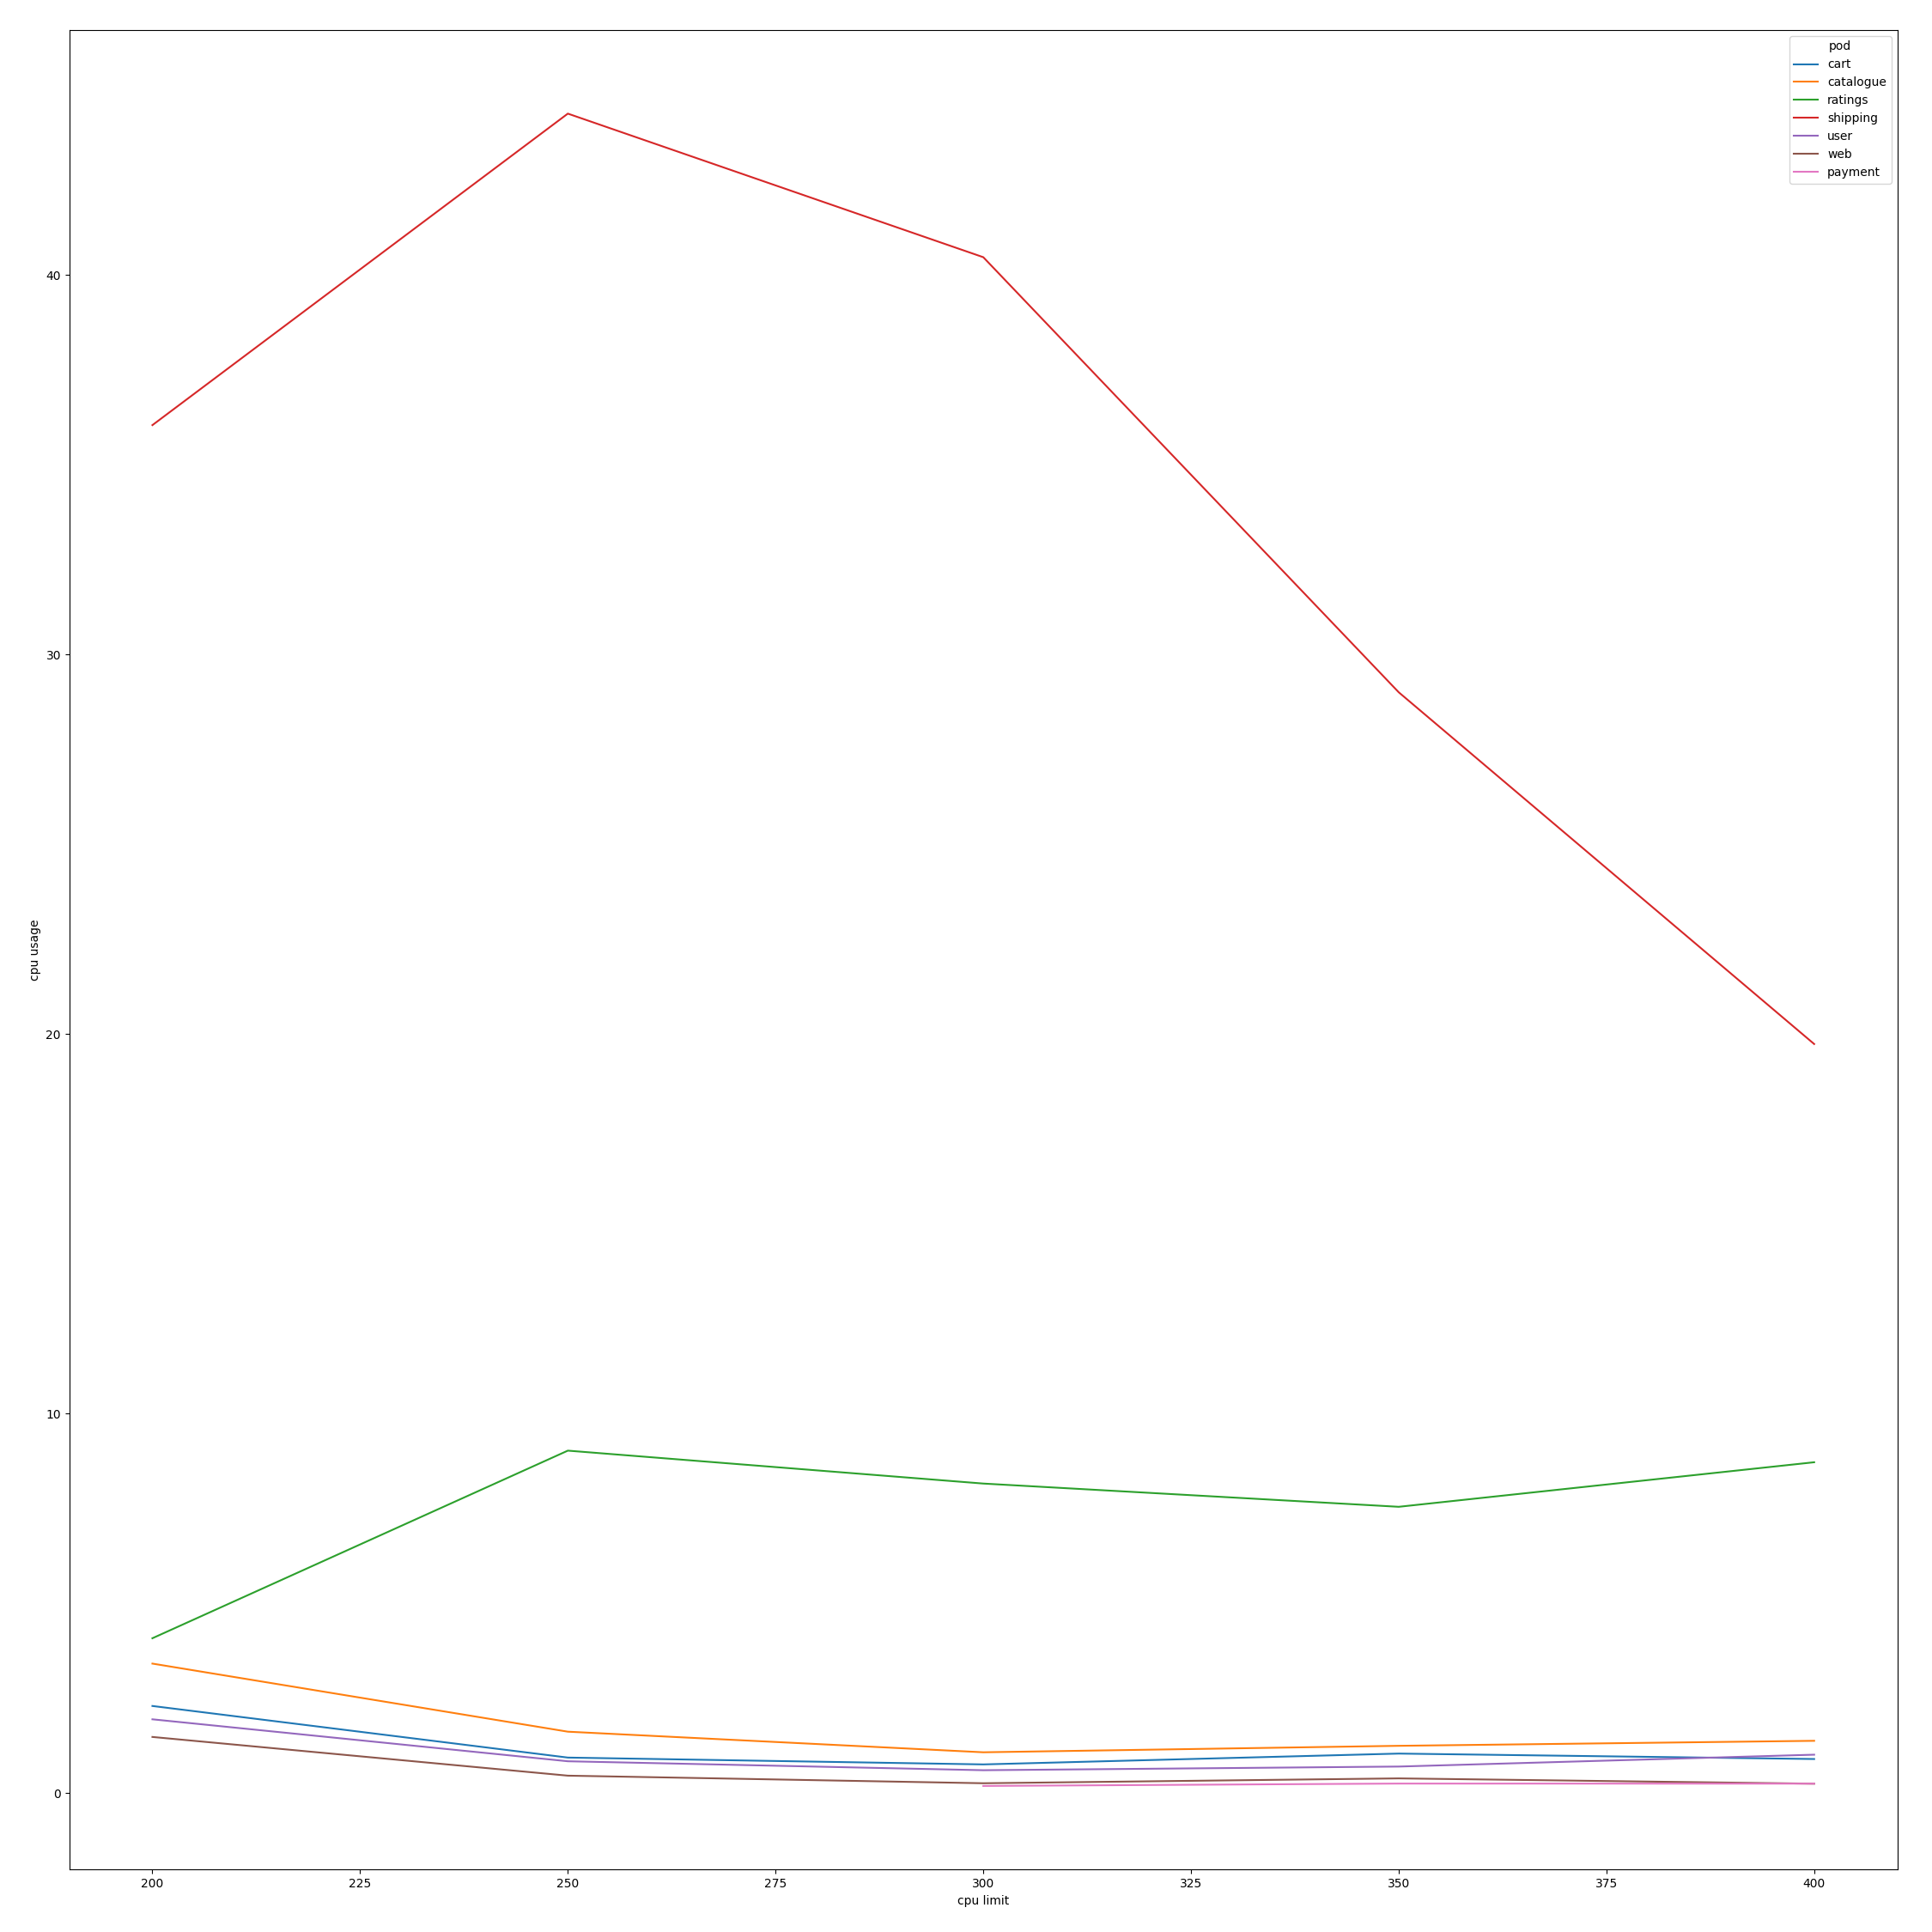 pod
cart
catalogue
ratings
shipping
user
web
payment
40
30
20
10
0
cpu usage
200 225 250 275 300 325 350 375 400
cpu limit